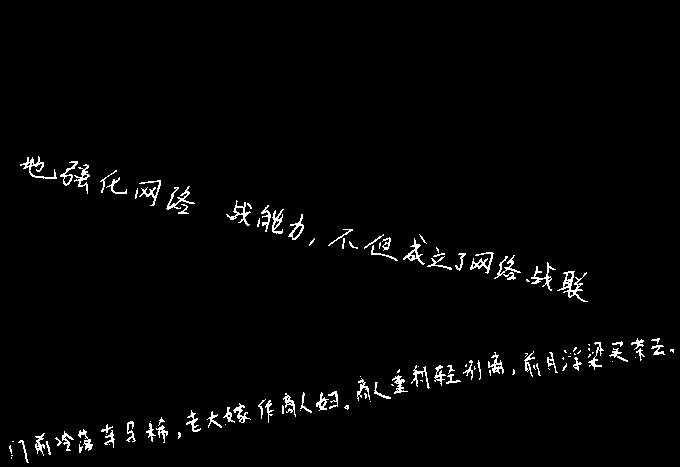 地强化网络 战能力,不但成立了网络战联
门前冷落车马稀,老大嫁作商人妇。商人重利轻别离,前月浮梁买茶去。